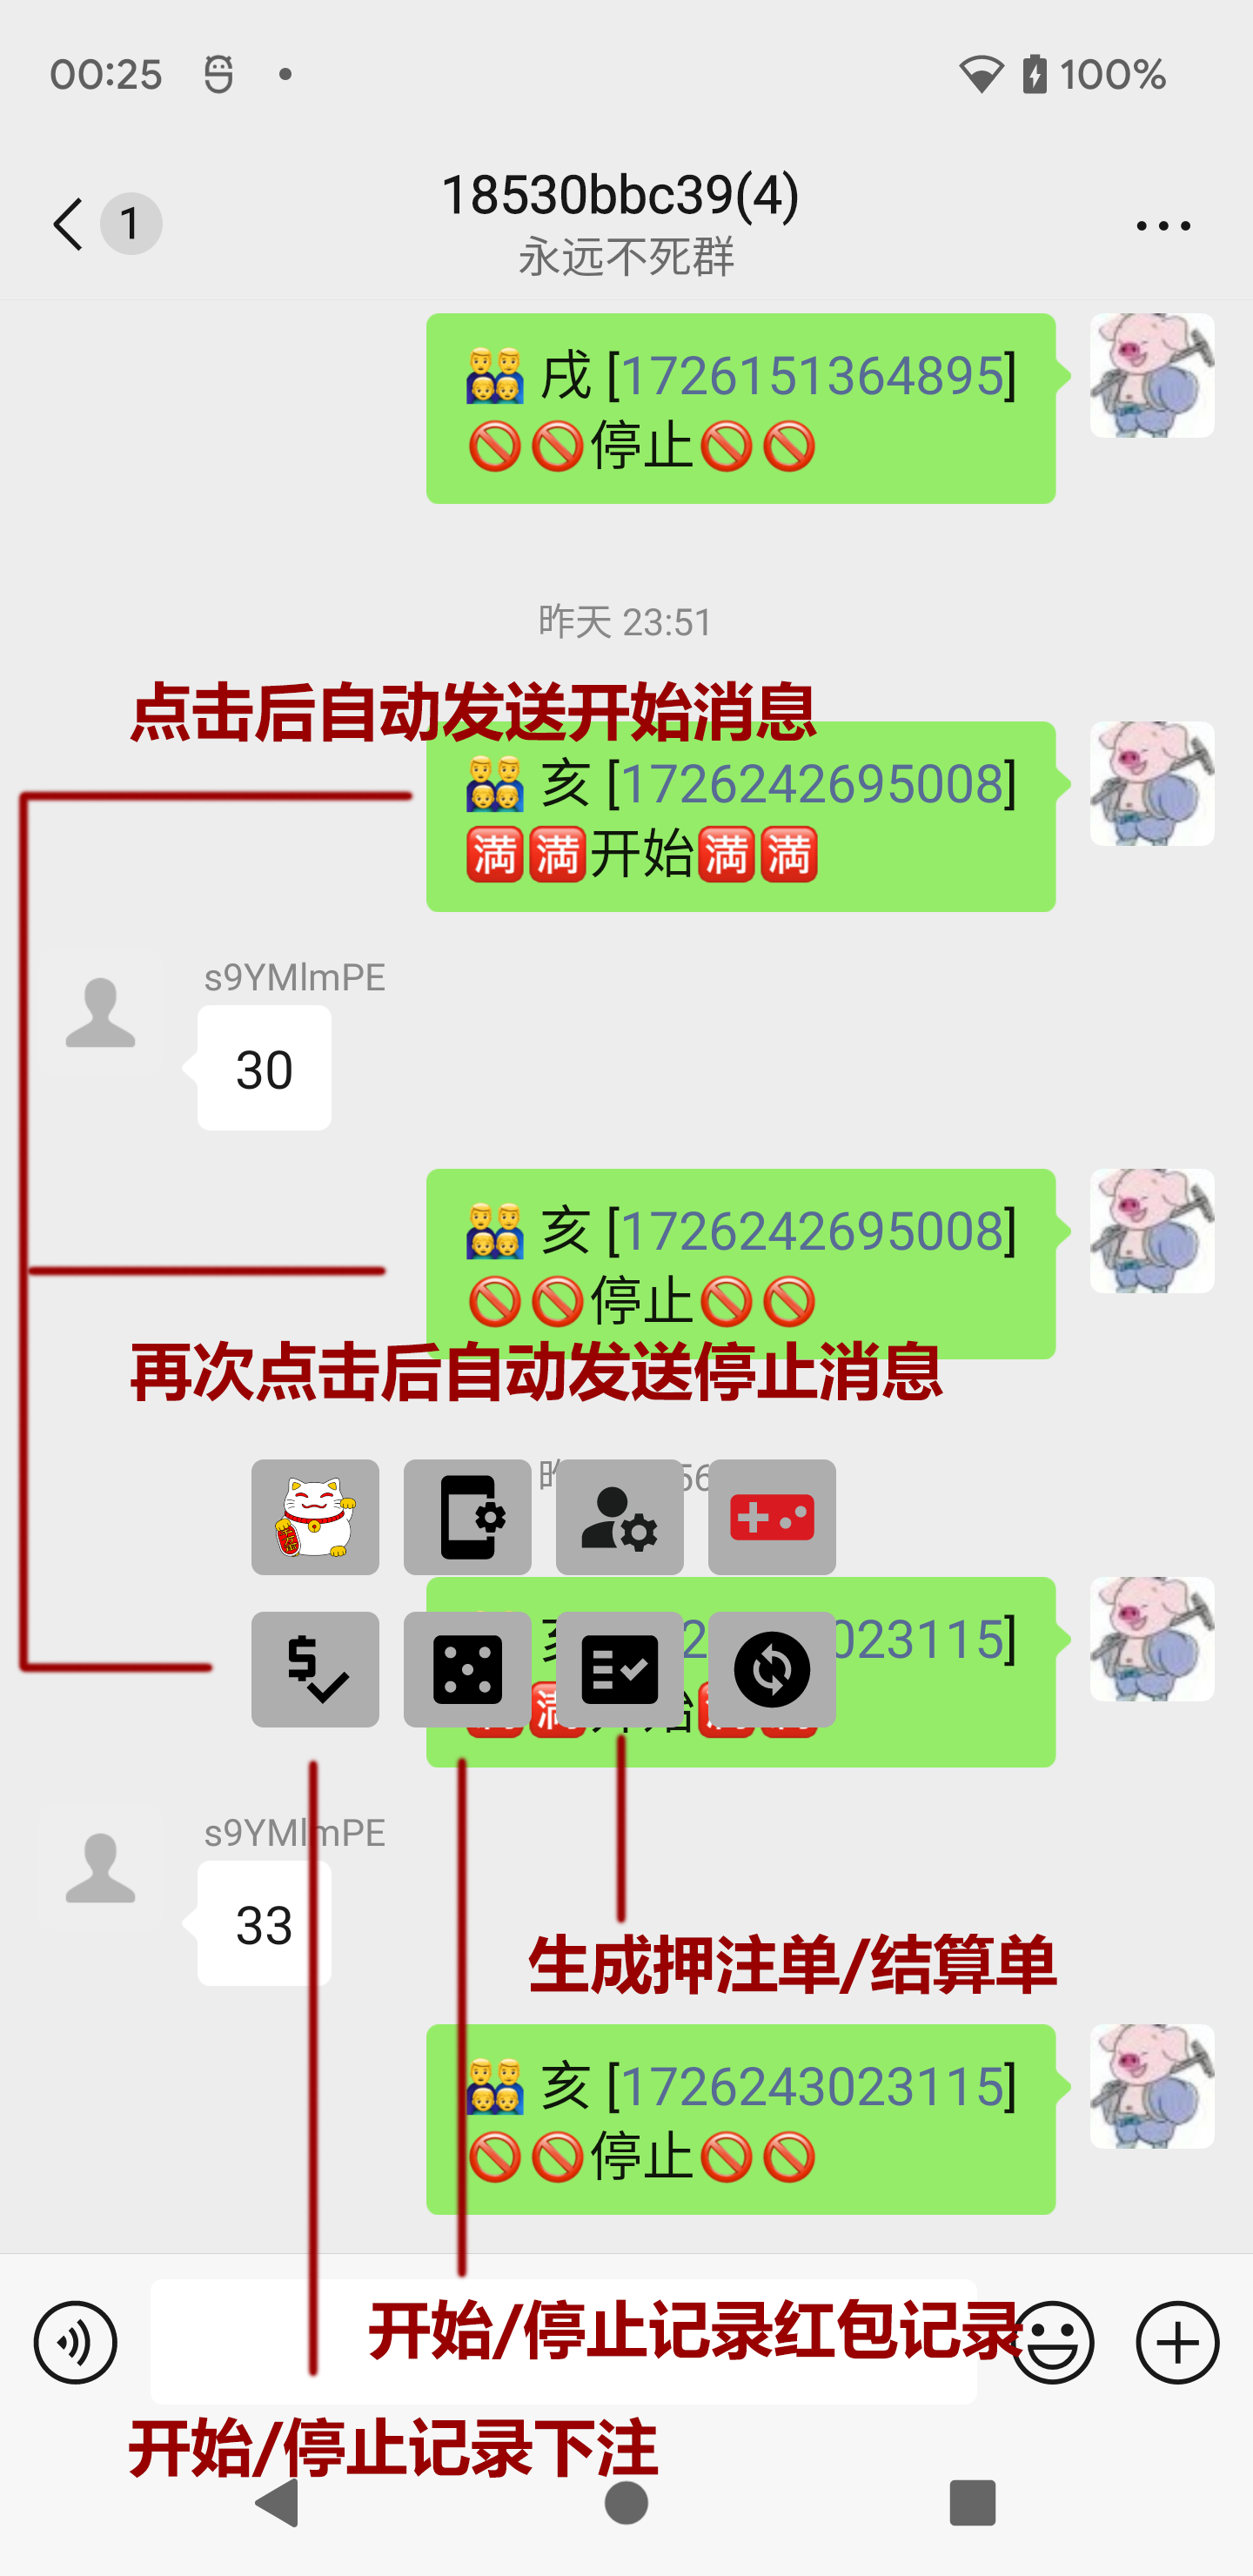 00:25
100%
1
18530bbc39(4)
永远不死群
戌 [1726151364895]
停止
昨天 23:51
点击后自动发送开始消息
亥 [1726242695008]
満 満 开始 満 満
s9YMlmPE
30
亥 [1726242695008]
停止
再次点击后自动发送停止消息
023115]
s9YMlmPE
33
生成押注单/结算单
亥 [1726243023115]
停止
开始/停止记录红包记录
开始/停止记录下注